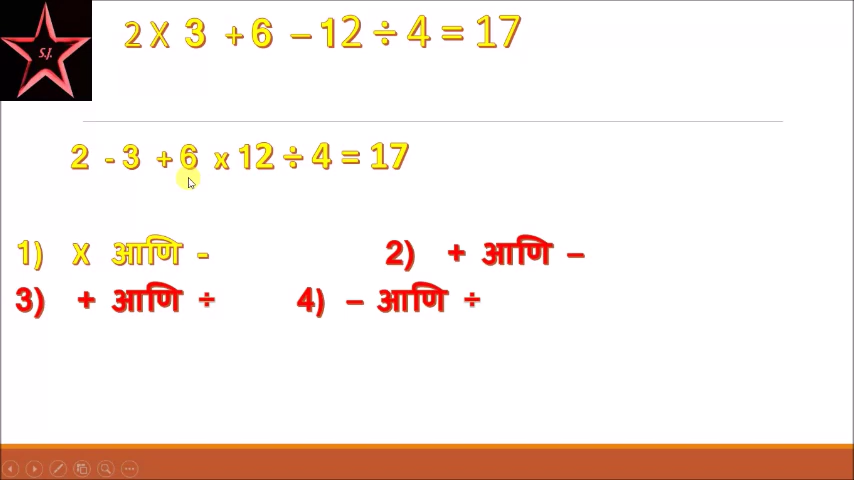 S.J.
2 X 3 + 6 – 12 ÷ 4 = 17
2 - 3 + 6 x 12 ÷ 4 = 17
1) X आणि - 2) + आणि –
3) + आणि ÷ 4) – आणि ÷